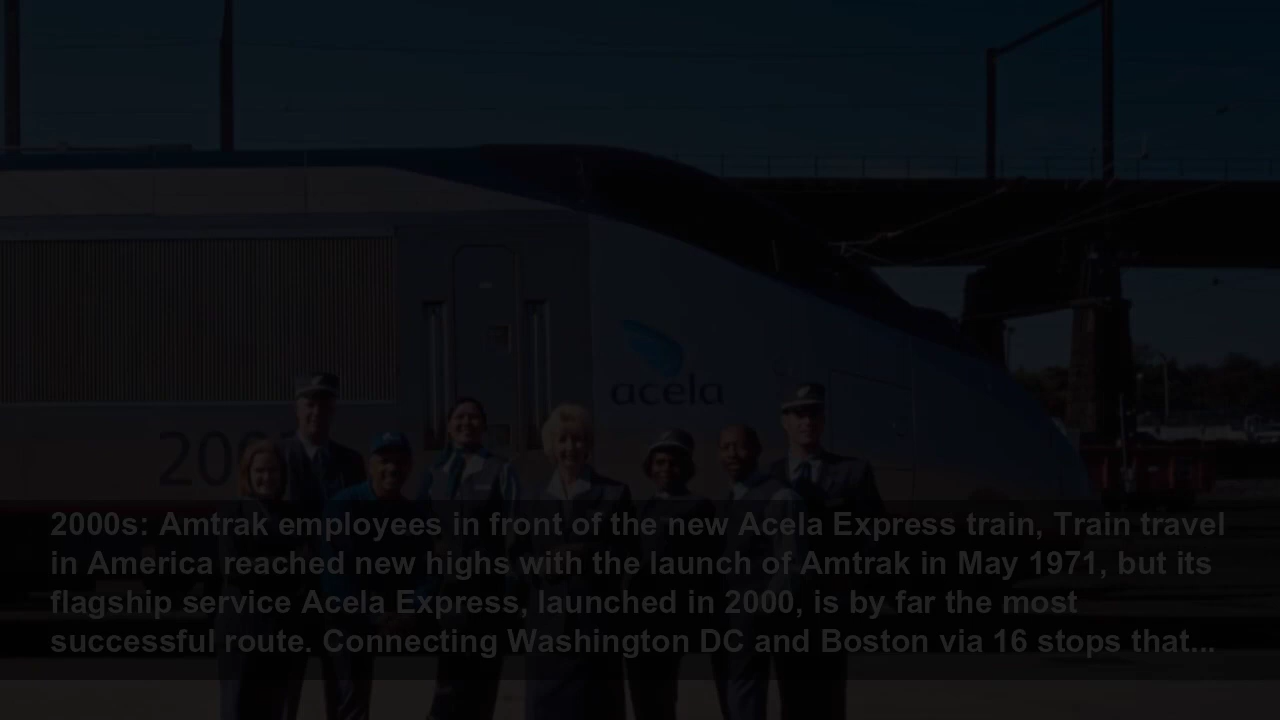 acela
200
2000s: Amtrak employees in front of the new Acela Express train, Train travel
in America reached new highs with the launch of Amtrak in May 1971, but its
flagship service Acela Express, launched in 2000, is by far the most
successful route. Connecting Washington DC and Boston via 16 stops that...